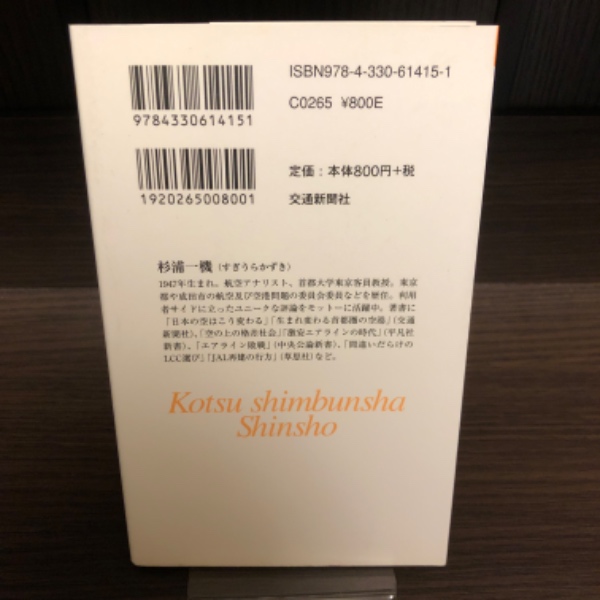 ISBN978-4-330-61415-1
C0265 ¥800E
9784330614151
定価：本体800円+税
1920265008001
交通新聞社
杉浦一機（すぎうらかずき）
1947年生まれ。航空アナリスト、首都大学東京客員教授。東京
都や成田市の航空及び空港問題の委員会委員などを歴任。利用
者サイドに立ったユニークな評論をモットーに活躍中。著書に
「日本の空はこう変わる」「生まれ変わる首都圏の空港」（交通
新聞社）、「空の上の格差社会」「激安エアラインの時代」（平凡社
新書）、「エアライン敗戦」（中央公論新書）、「間違いだらけの
LCC選び」「JAL再建の行方」（草思社）など。
Kotsu shimbunsha
Shinsho